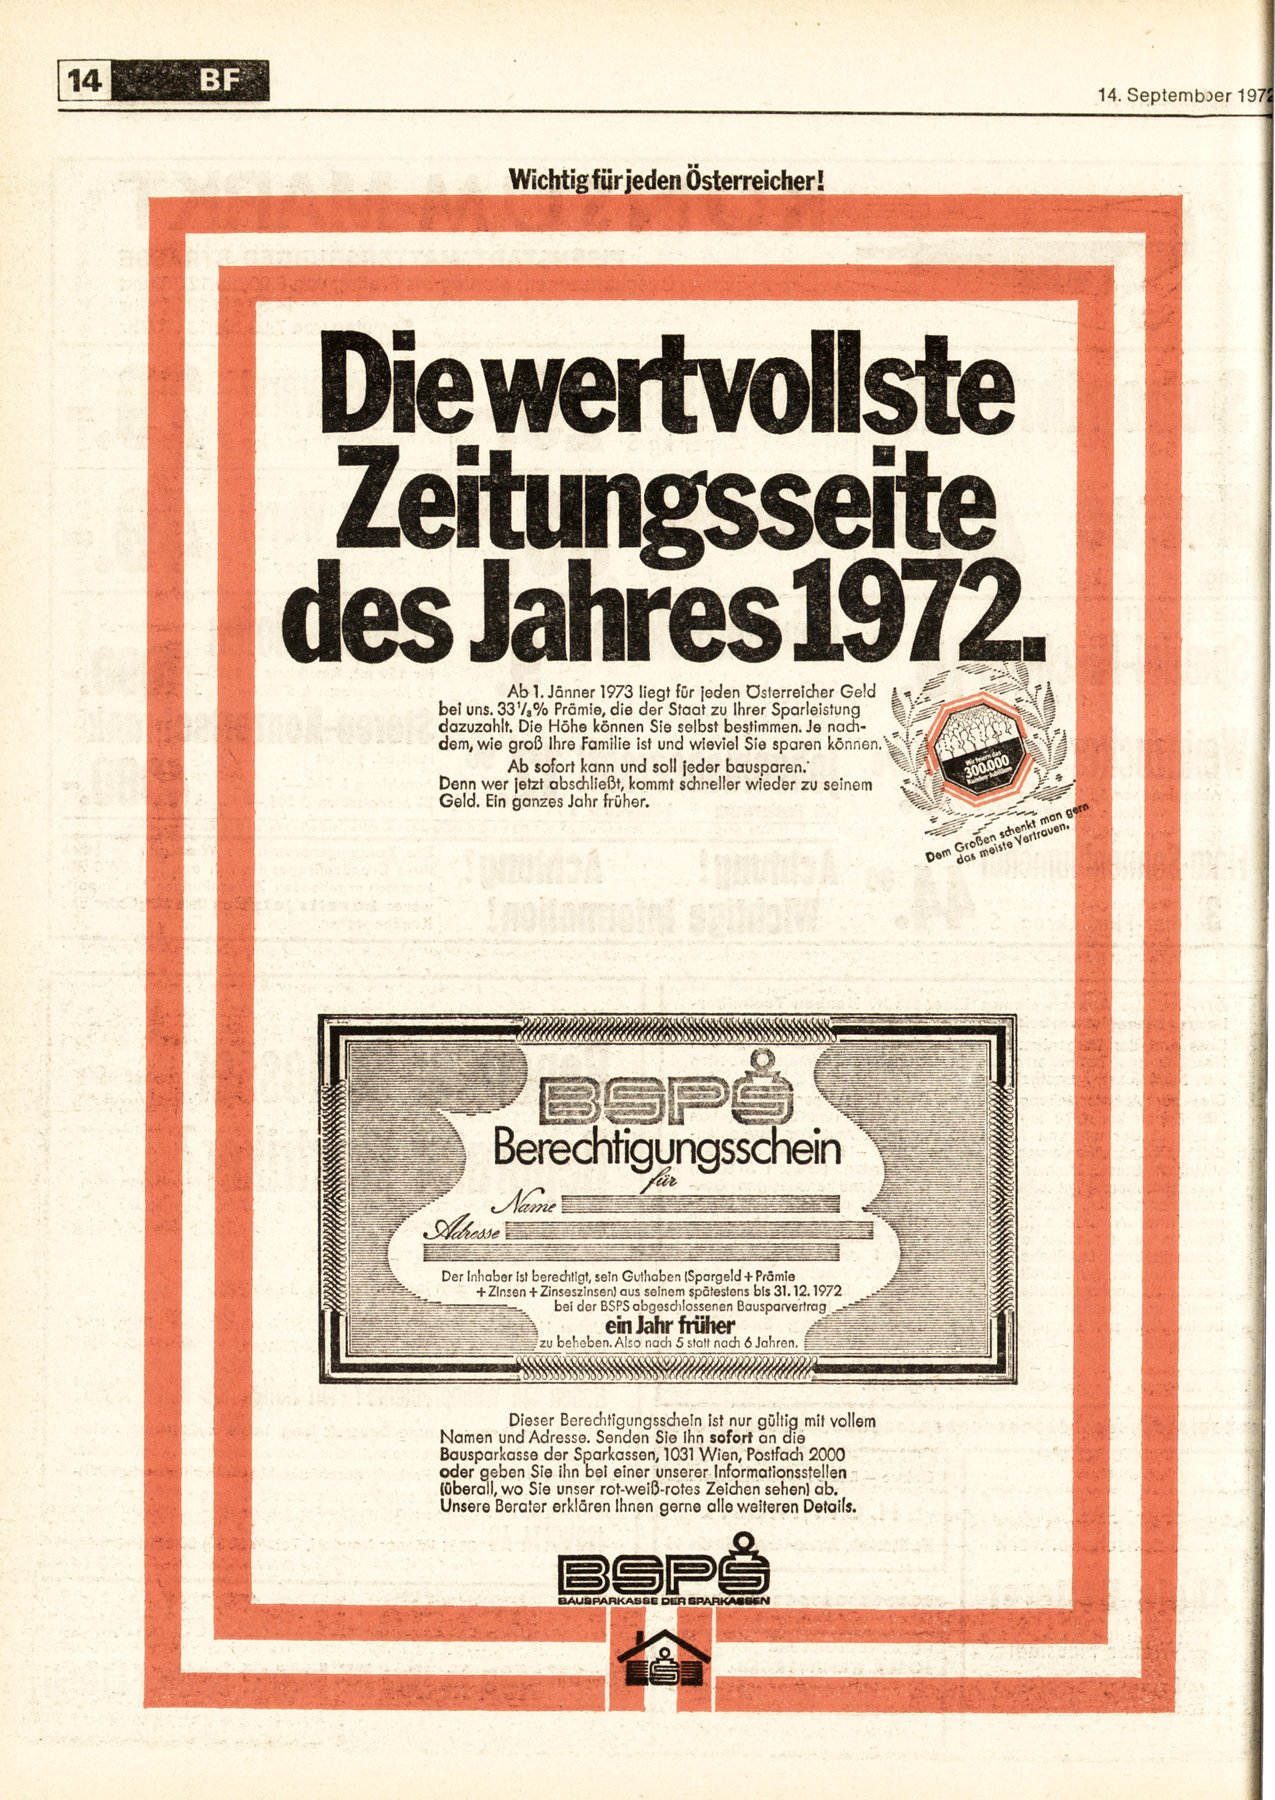 14 BF
14. September 1972
Wichtig für jeden Österreicher!
Die wertvollste
Zeitungsseite
des Jahres 1972.
Ab 1. Jänner 1973 liegt für jeden Österreicher Geld
bei uns. 33⅓% Prämie, die der Staat zu Ihrer Sparleistung
dazuzahlt. Die Höhe können Sie selbst bestimmen. Je nach-
dem, wie groß Ihre Familie ist und wieviel Sie sparen können.
Ab sofort kann und soll jeder bausparen.
Denn wer jetzt abschließt, kommt schneller wieder zu seinem
Geld. Ein ganzes Jahr früher.
Wir feiern das
300.000
Kunden-Jubiläum
Dem Großen schenkt man gern
das meiste Vertrauen.
BSPS
Berechtigungsschein
für
Name
Adresse
Der Inhaber ist berechtigt, sein Guthaben (Spargeld + Prämie
+ Zinsen + Zinseszinsen) aus seinem spätestens bis 31.12.1972
bei der BSPS abgeschlossenen Bausparvertrag
ein Jahr früher
zu beheben. Also nach 5 statt nach 6 Jahren.
Dieser Berechtigungsschein ist nur gültig mit vollem
Namen und Adresse. Senden Sie ihn sofort an die
Bausparkasse der Sparkassen, 1031 Wien, Postfach 2000
oder geben Sie ihn bei einer unserer Informationsstellen
(überall, wo Sie unser rot-weiß-rotes Zeichen sehen) ab.
Unsere Berater erklären Ihnen gerne alle weiteren Details.
BSPS
BAUSPARKASSE DER SPARKASSEN